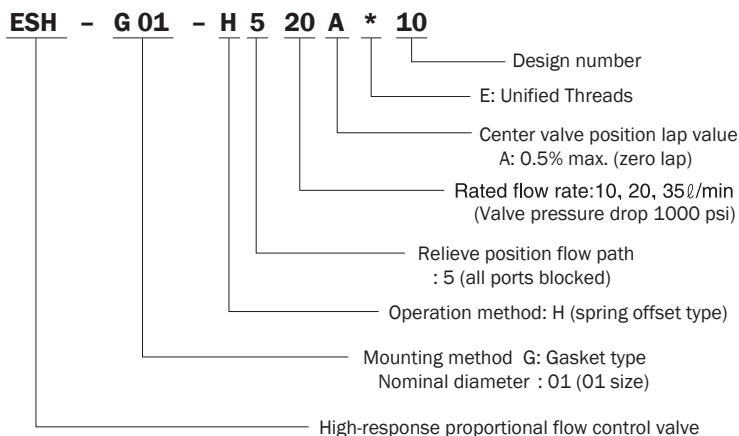 ESH – G 01 – H 5 20 A * 10
Design number
E: Unified Threads
Center valve position lap value
A: 0.5% max. (zero lap)
Rated flow rate:10, 20, 35ℓ/min
(Valve pressure drop 1000 psi)
Relieve position flow path
: 5 (all ports blocked)
Operation method: H (spring offset type)
Mounting method G: Gasket type
Nominal diameter : 01 (01 size)
High-response proportional flow control valve